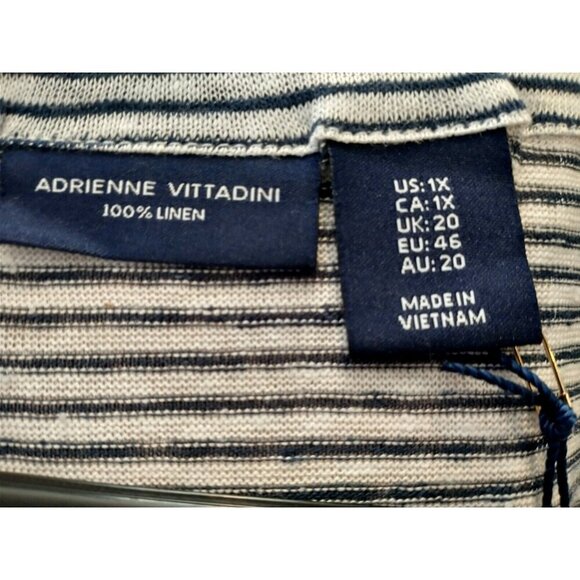 ADRIENNE VITTADINI
100% LINEN
US: 1X
CA: 1X
UK: 20
EU: 46
AU: 20
MADE IN
VIETNAM